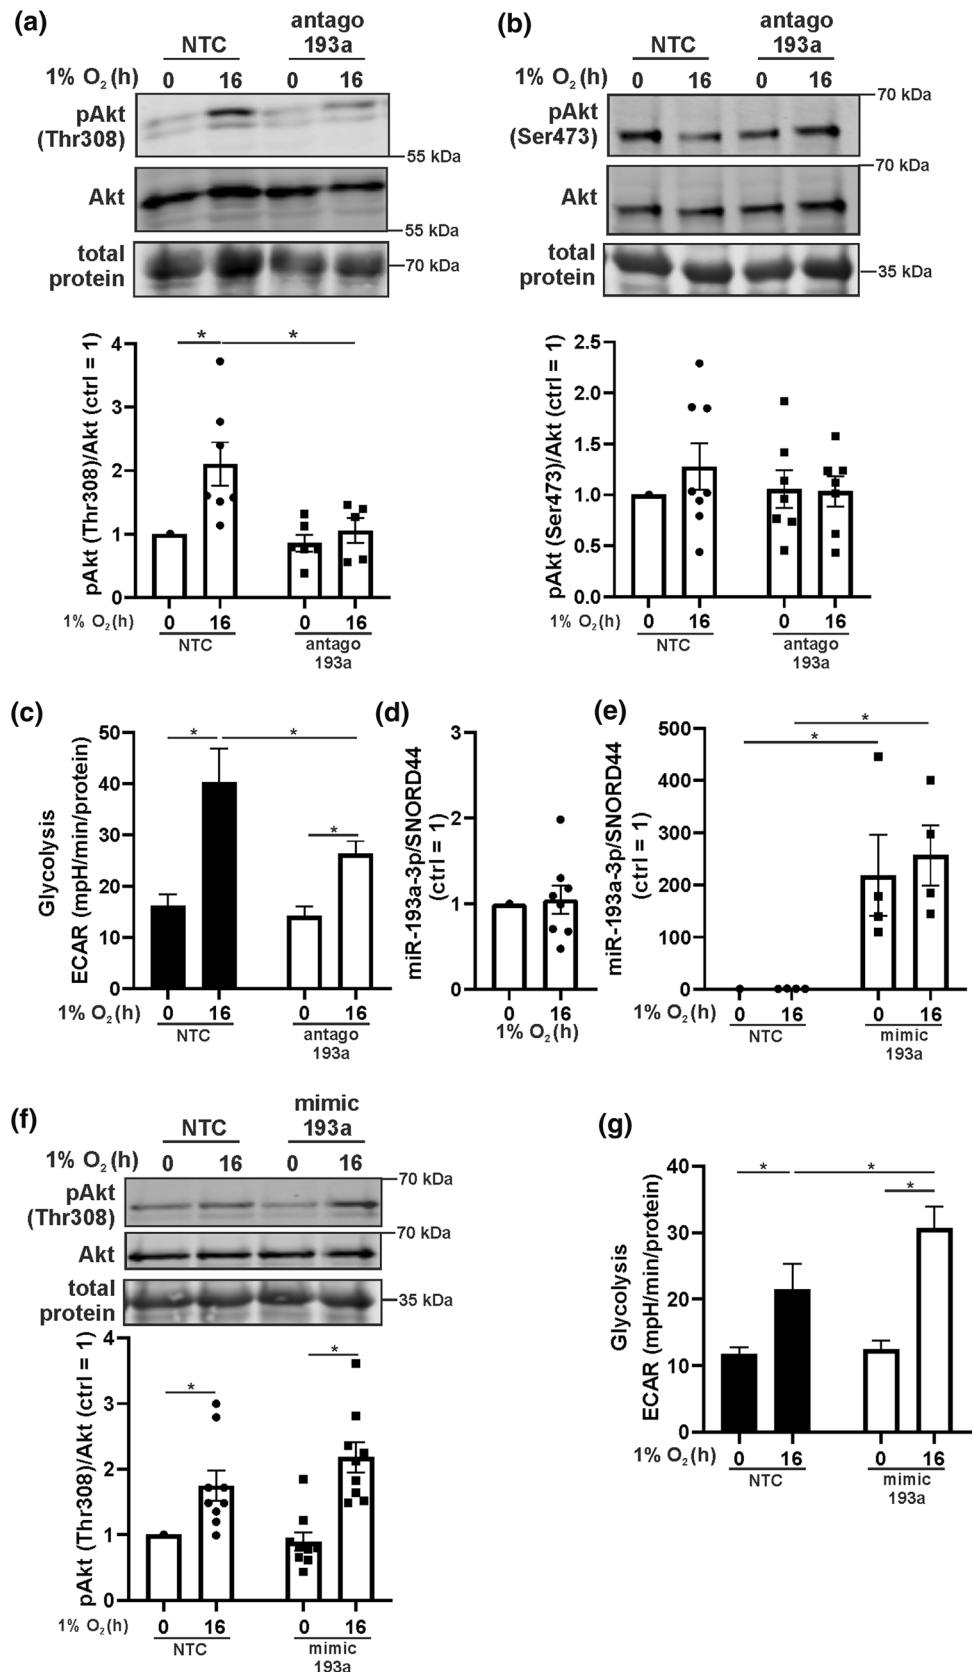 (a)
antago
193a
NTC
1% O₂ (h)
0 16 0 16
pAkt
(Thr308)
55 kDa
Akt
55 kDa
total
protein
70 kDa
pAkt (Thr308)/Akt (ctrl = 1)
4
3
2
1
0
* *
1% O₂ (h)
0 16 0 16
NTC
antago
193a
(b)
antago
193a
NTC
1% O₂ (h)
0 16 0 16
70 kDa
pAkt
(Ser473)
70 kDa
Akt
total
protein
35 kDa
pAkt (Ser473)/Akt (ctrl = 1)
2.5
2.0
1.5
1.0
0.5
0.0
1% O₂ (h)
0 16 0 16
NTC
antago
193a
(c)
Glycolysis
ECAR (mpH/min/protein)
50
40
30
20
10
0
* *
*
1% O₂ (h)
0 16 0 16
NTC
antago
193a
(d)
miR-193a-3p/SNORD44
(ctrl = 1)
3
2
1
0
0 16
1% O₂ (h)
(e)
miR-193a-3p/SNORD44
(ctrl = 1)
500
400
300
200
100
0
*
*
1% O₂ (h)
0 16 0 16
NTC
mimic
193a
(f)
mimic
193a
NTC
1% O₂ (h)
0 16 0 16
70 kDa
pAkt
(Thr308)
70 kDa
Akt
total
protein
35 kDa
pAkt (Thr308)/Akt (ctrl = 1)
4
3
2
1
0
*
*
1% O₂ (h)
0 16 0 16
NTC
mimic
193a
(g)
Glycolysis
ECAR (mpH/min/protein)
40
30
20
10
0
* *
*
1% O₂ (h)
0 16 0 16
NTC
mimic
193a